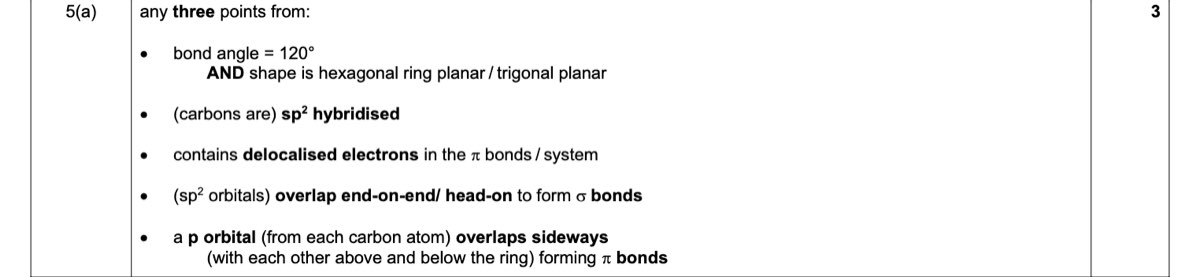 5(a) any three points from: 3
• bond angle = 120°
AND shape is hexagonal ring planar / trigonal planar
• (carbons are) sp² hybridised
• contains delocalised electrons in the π bonds / system
• (sp² orbitals) overlap end-on-end/ head-on to form σ bonds
• a p orbital (from each carbon atom) overlaps sideways
(with each other above and below the ring) forming π bonds